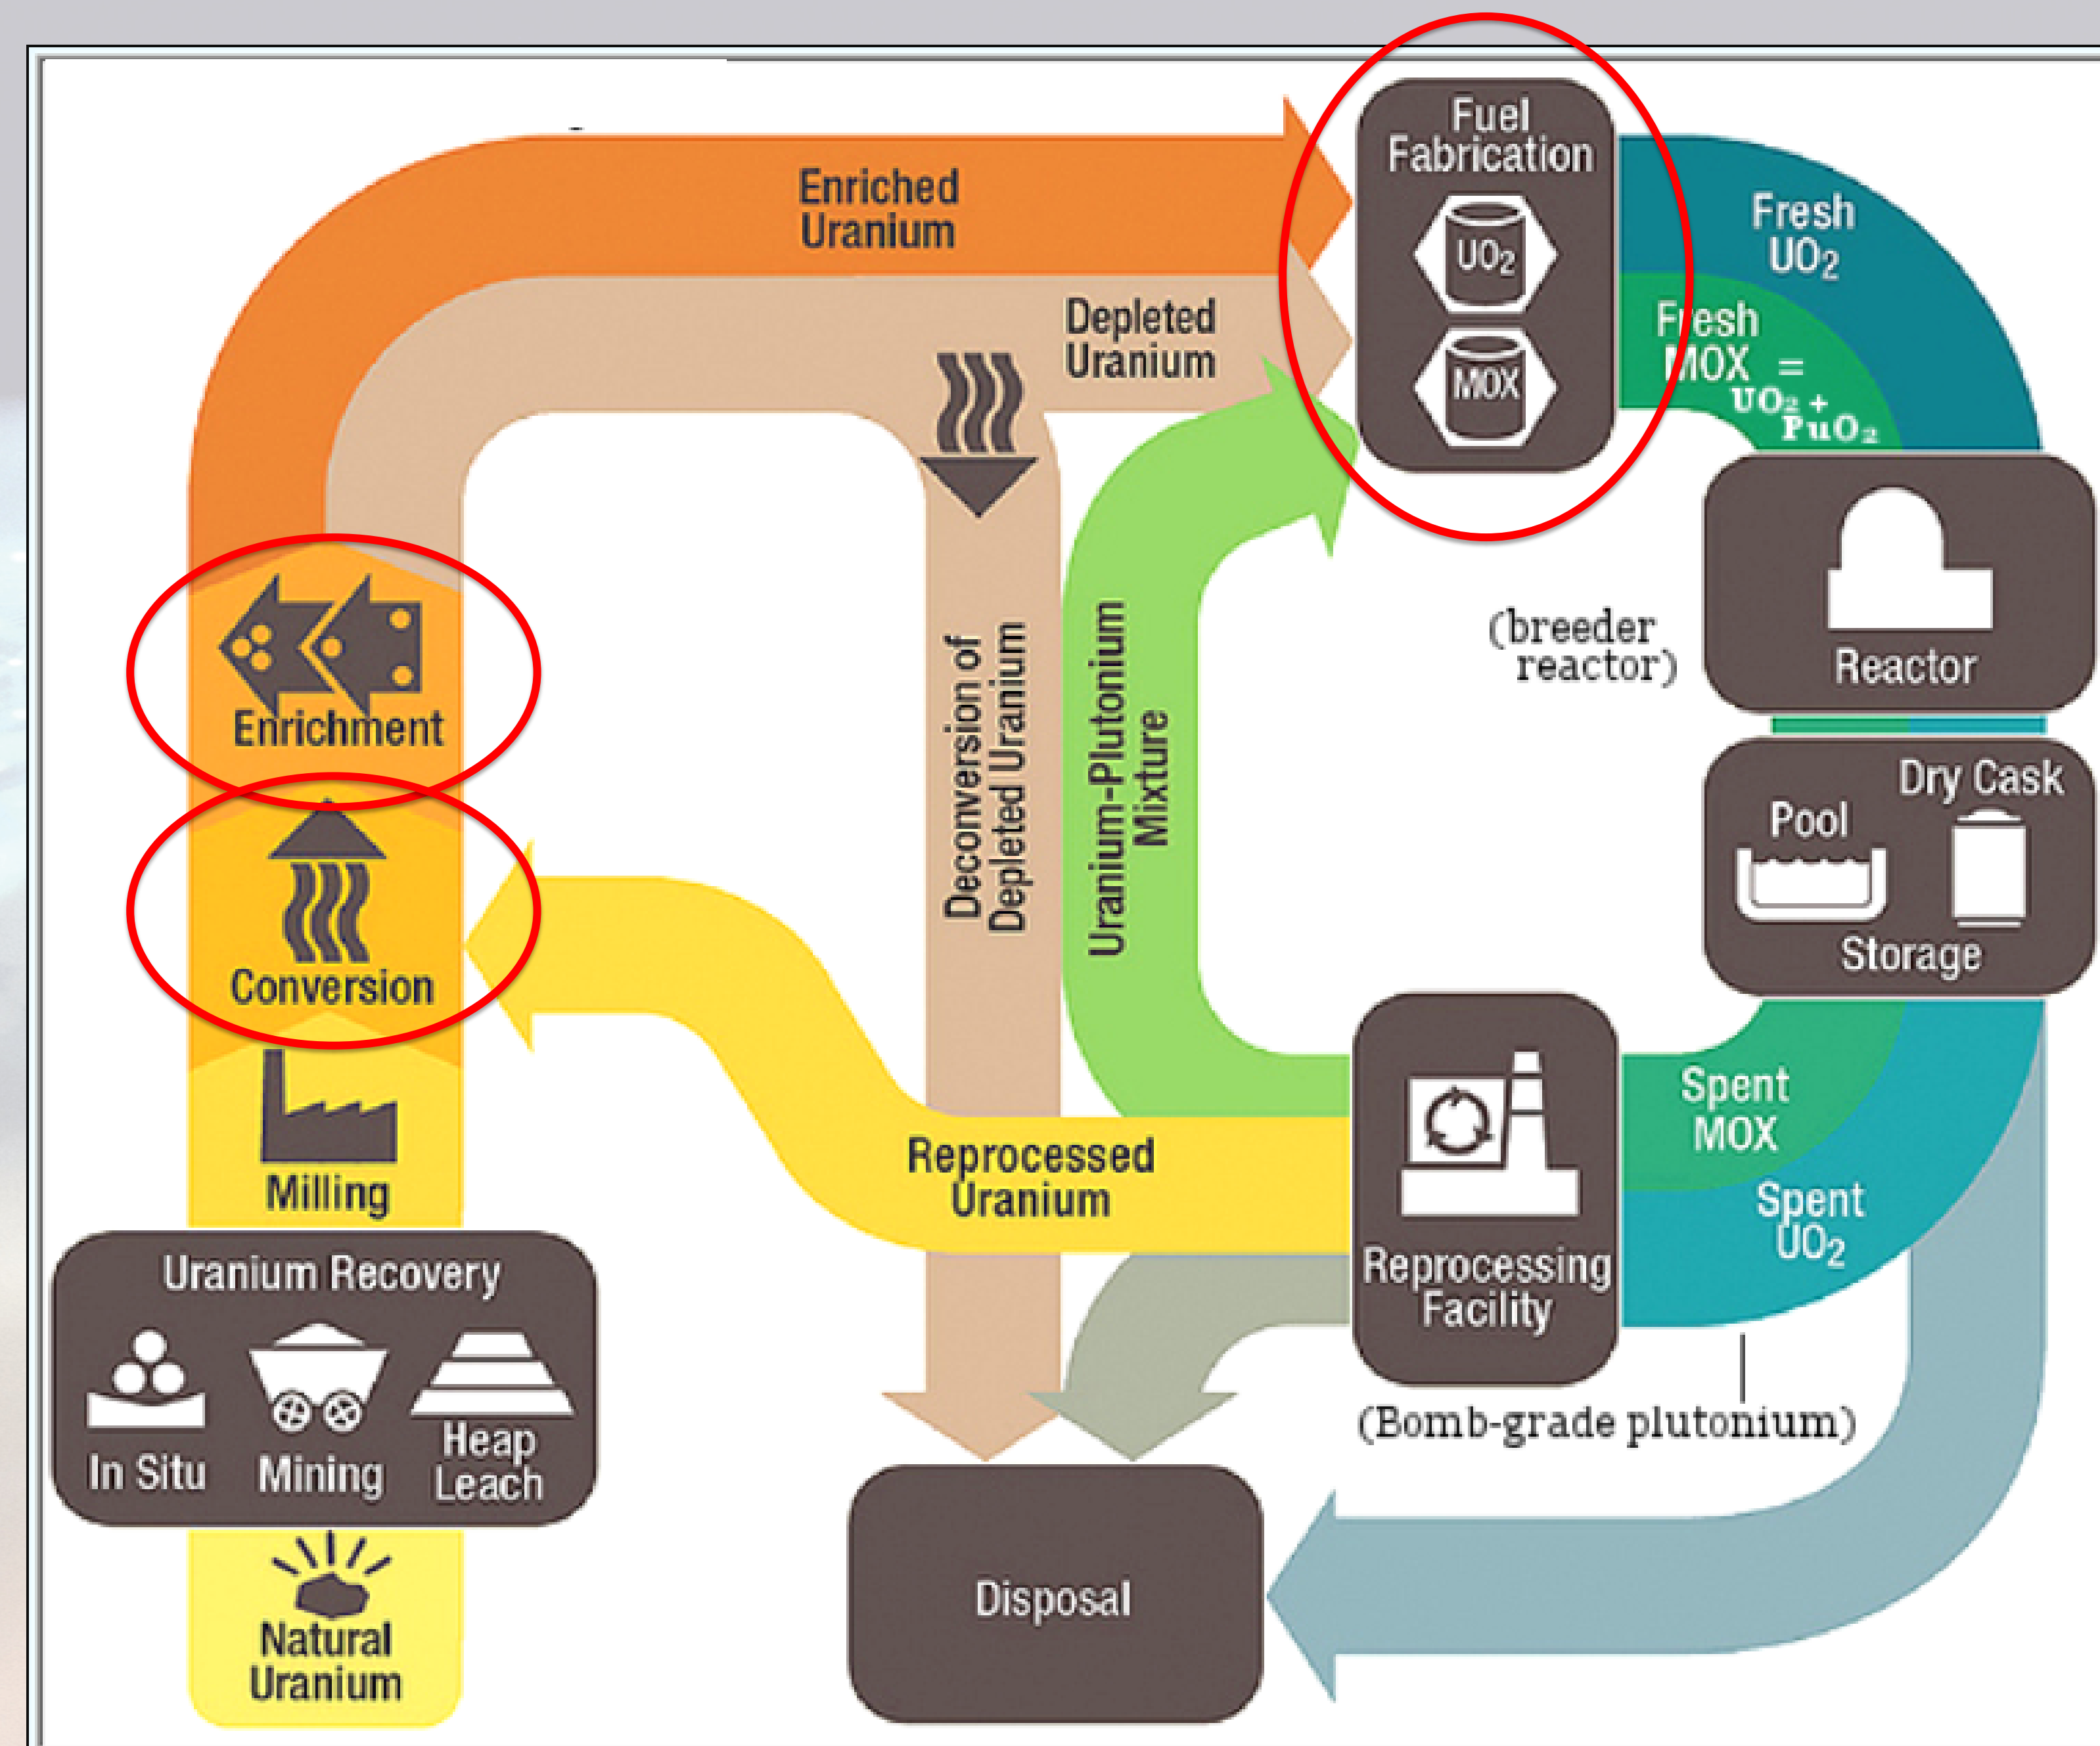 Fuel
Fabrication
UO₂
MOX
Enriched
Uranium
Depleted
Uranium
Fresh
UO₂
Fresh
MOX =
UO₂ +
PuO₂
(breeder
reactor)
Reactor
Dry Cask
Pool
Storage
Enrichment
Conversion
Milling
Deconversion of
Depleted Uranium
Uranium-Plutonium
Mixture
Reprocessed
Uranium
Spent
MOX
Spent
UO₂
Reprocessing
Facility
(Bomb-grade plutonium)
Uranium Recovery
In Situ
Mining
Heap
Leach
Natural
Uranium
Disposal